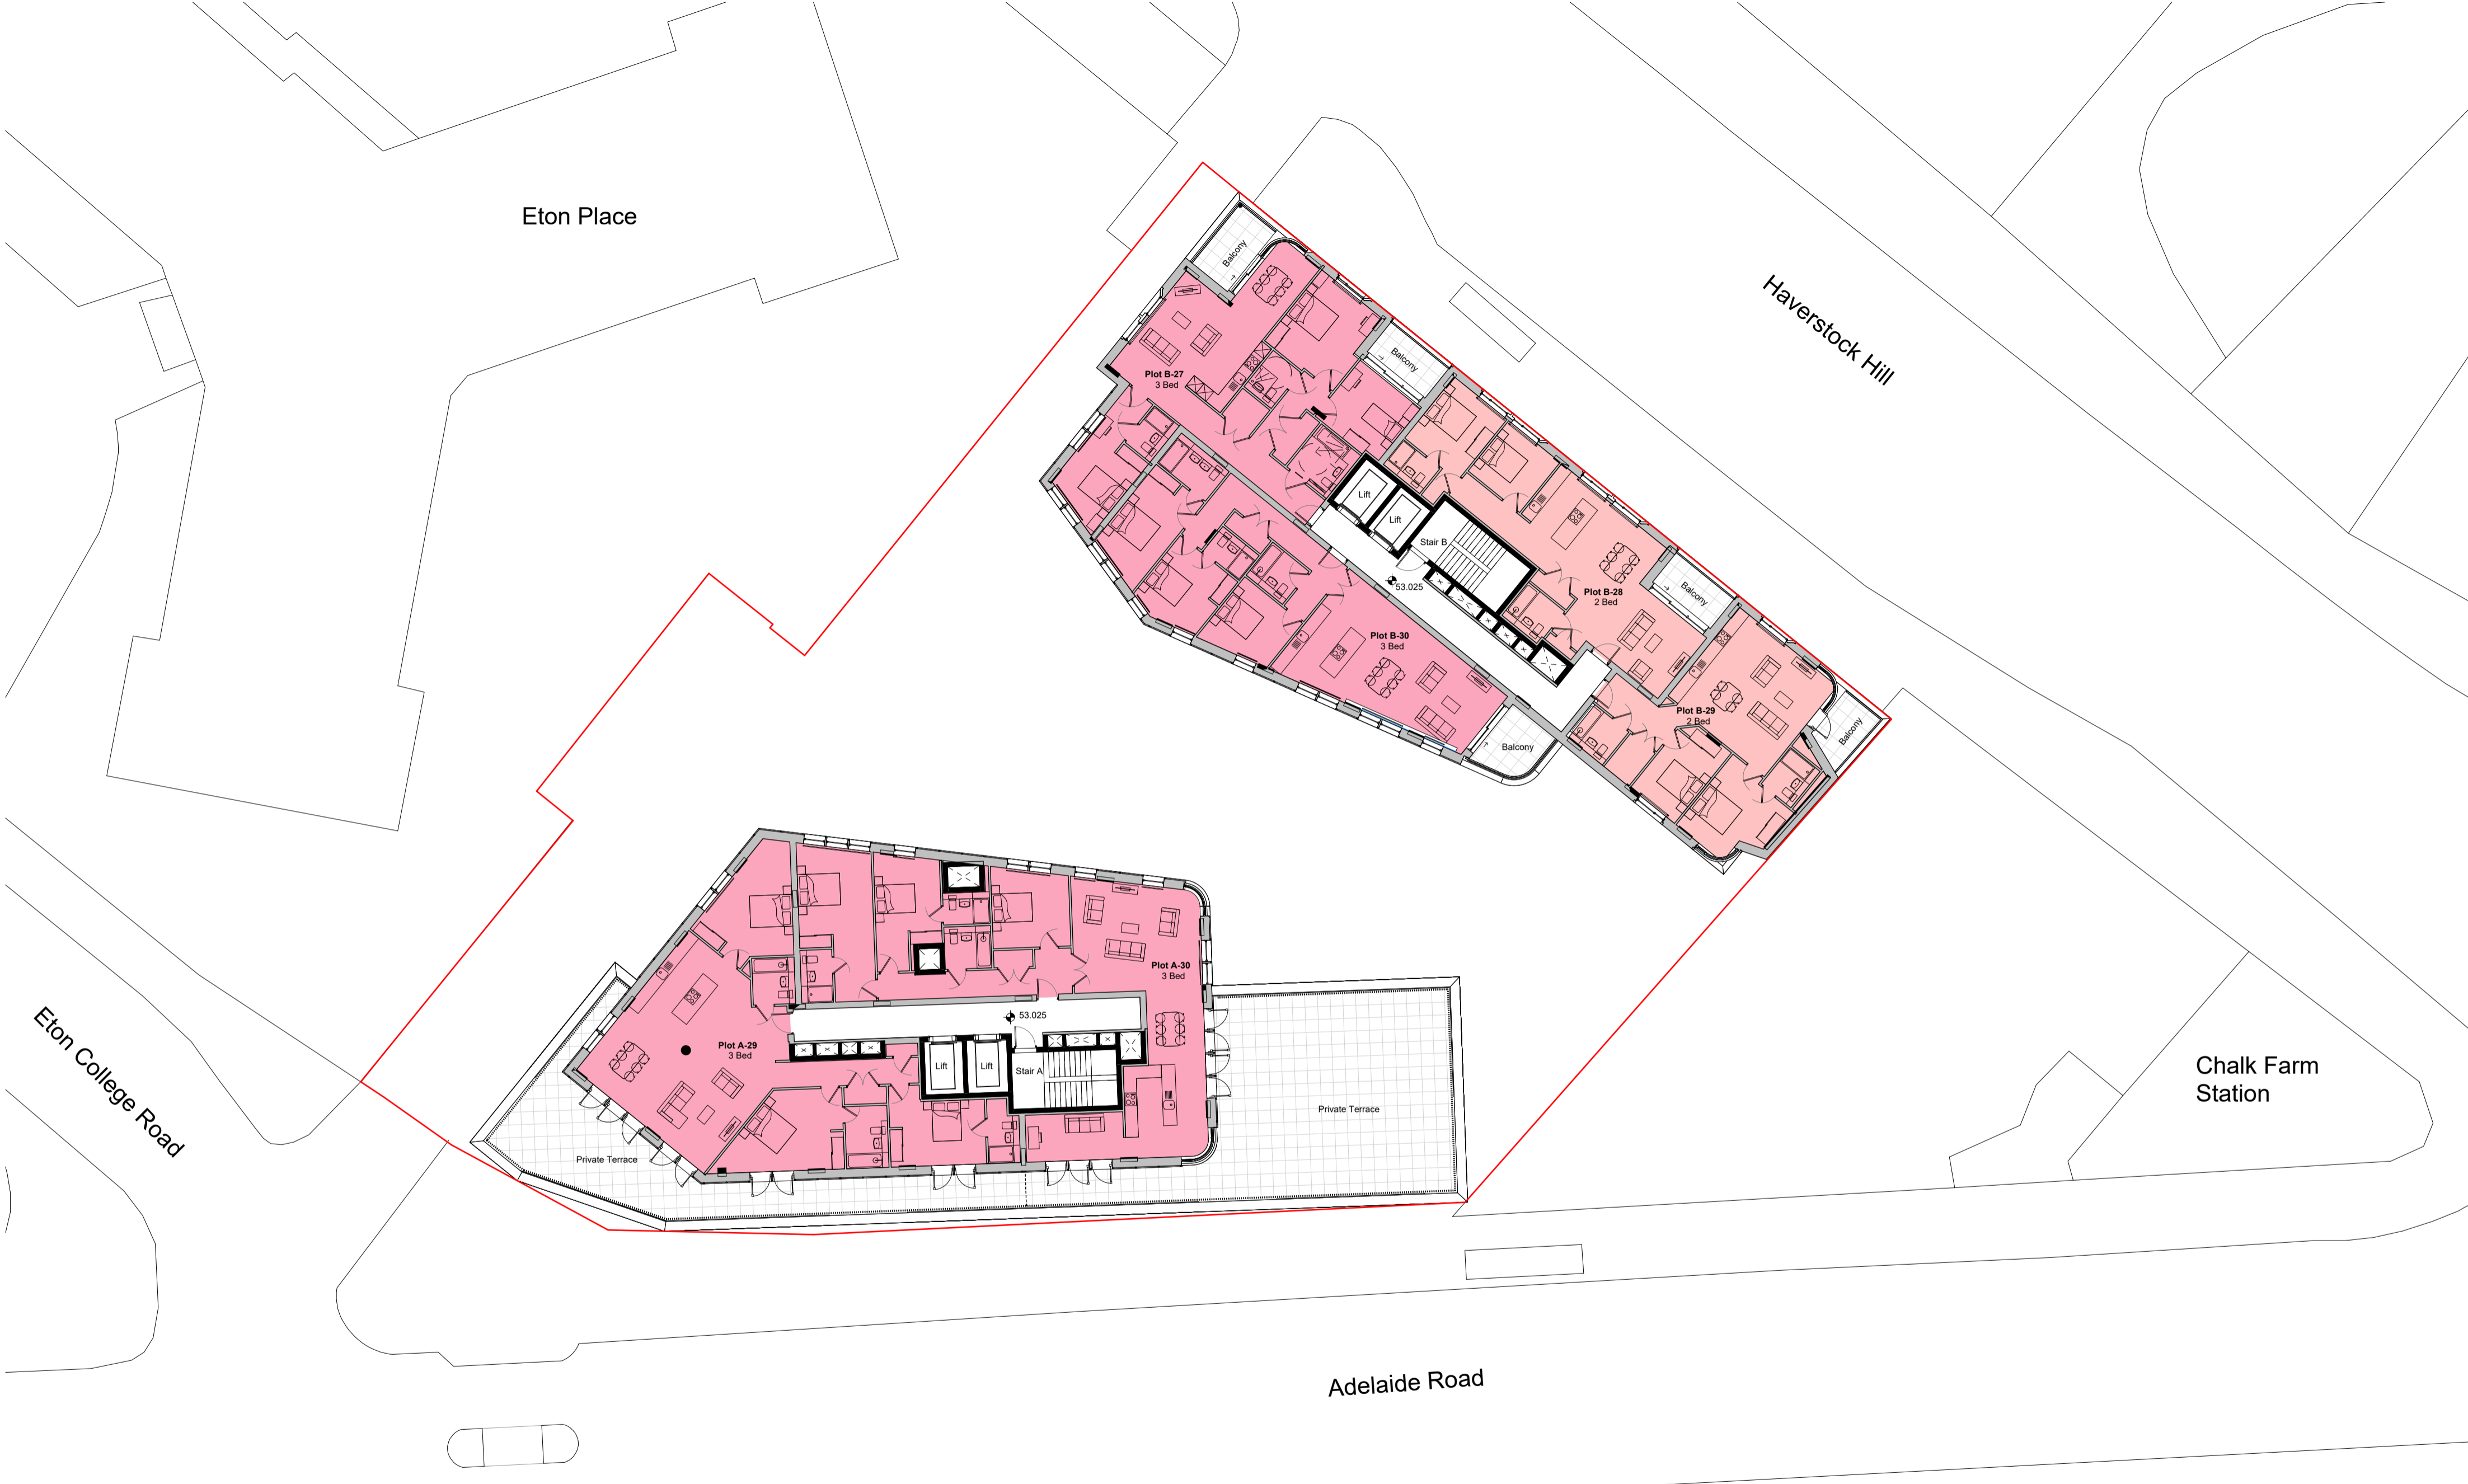 Eton Place
Haverstock Hill
Balcony
Balcony
Plot B-27
3 Bed
Lift
Lift
Stair B
53.025
Plot B-28
2 Bed
Balcony
Plot B-30
3 Bed
Plot B-29
2 Bed
Balcony
Balcony
Plot A-30
3 Bed
53.025
Plot A-29
3 Bed
Lift
Lift
Stair A
Private Terrace
Private Terrace
Eton College Road
Chalk Farm
Station
Adelaide Road